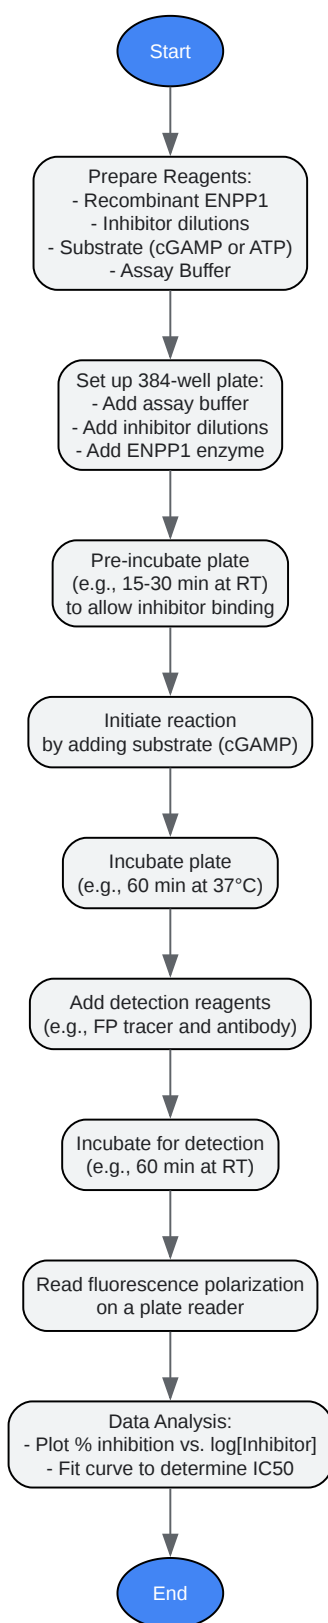 Start
Prepare Reagents:
- Recombinant ENPP1
- Inhibitor dilutions
- Substrate (cGAMP or ATP)
- Assay Buffer
Set up 384-well plate:
- Add assay buffer
- Add inhibitor dilutions
- Add ENPP1 enzyme
Pre-incubate plate
(e.g., 15-30 min at RT)
to allow inhibitor binding
Initiate reaction
by adding substrate (cGAMP)
Incubate plate
(e.g., 60 min at 37°C)
Add detection reagents
(e.g., FP tracer and antibody)
Incubate for detection
(e.g., 60 min at RT)
Read fluorescence polarization
on a plate reader
Data Analysis:
- Plot % inhibition vs. log[Inhibitor]
- Fit curve to determine IC50
End